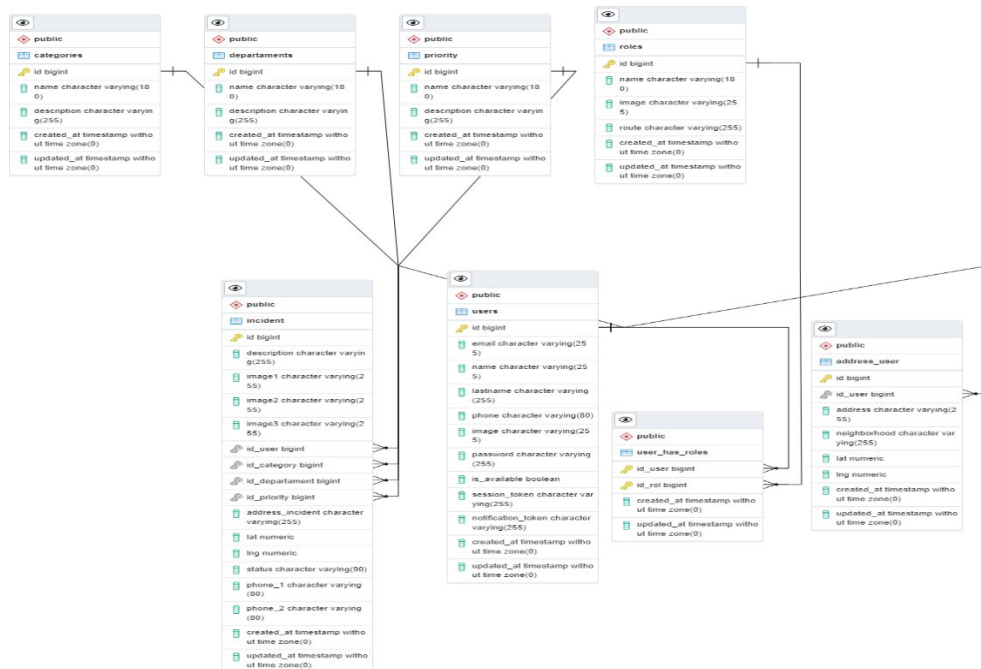 public
categories
id bigint
name character varying(18
0)
description character varyin
g(255)
created_at timestamp witho
ut time zone(0)
updated_at timestamp witho
ut time zone(0)
public
departaments
id bigint
name character varying(18
0)
description character varyin
g(255)
created_at timestamp witho
ut time zone(0)
updated_at timestamp witho
ut time zone(0)
public
priority
id bigint
name character varying(18
0)
description character varyin
g(255)
created_at timestamp witho
ut time zone(0)
updated_at timestamp witho
ut time zone(0)
public
roles
id bigint
name character varying(18
0)
image character varying(25
5)
route character varying(255)
created_at timestamp witho
ut time zone(0)
updated_at timestamp witho
ut time zone(0)
public
incident
id bigint
description character varyin
g(255)
image1 character varying(2
55)
image2 character varying(2
55)
image3 character varying(2
55)
id_user bigint
id_category bigint
id_departament bigint
id_priority bigint
address_incident character
varying(255)
lat numeric
lng numeric
status character varying(90)
phone_1 character varying
(80)
phone_2 character varying
(80)
created_at timestamp witho
ut time zone(0)
updated_at timestamp witho
ut time zone(0)
public
users
id bigint
email character varying(25
5)
name character varying(25
5)
lastname character varying
(255)
phone character varying(80)
image character varying(25
5)
password character varying
(255)
is_available boolean
session_token character var
ying(255)
notification_token character
varying(255)
created_at timestamp witho
ut time zone(0)
updated_at timestamp witho
ut time zone(0)
public
user_has_roles
id_user bigint
id_rol bigint
created_at timestamp witho
ut time zone(0)
updated_at timestamp witho
ut time zone(0)
public
address_user
id bigint
id_user bigint
address character varying(2
55)
neighborhood character var
ying(255)
lat numeric
lng numeric
created_at timestamp witho
ut time zone(0)
updated_at timestamp witho
ut time zone(0)